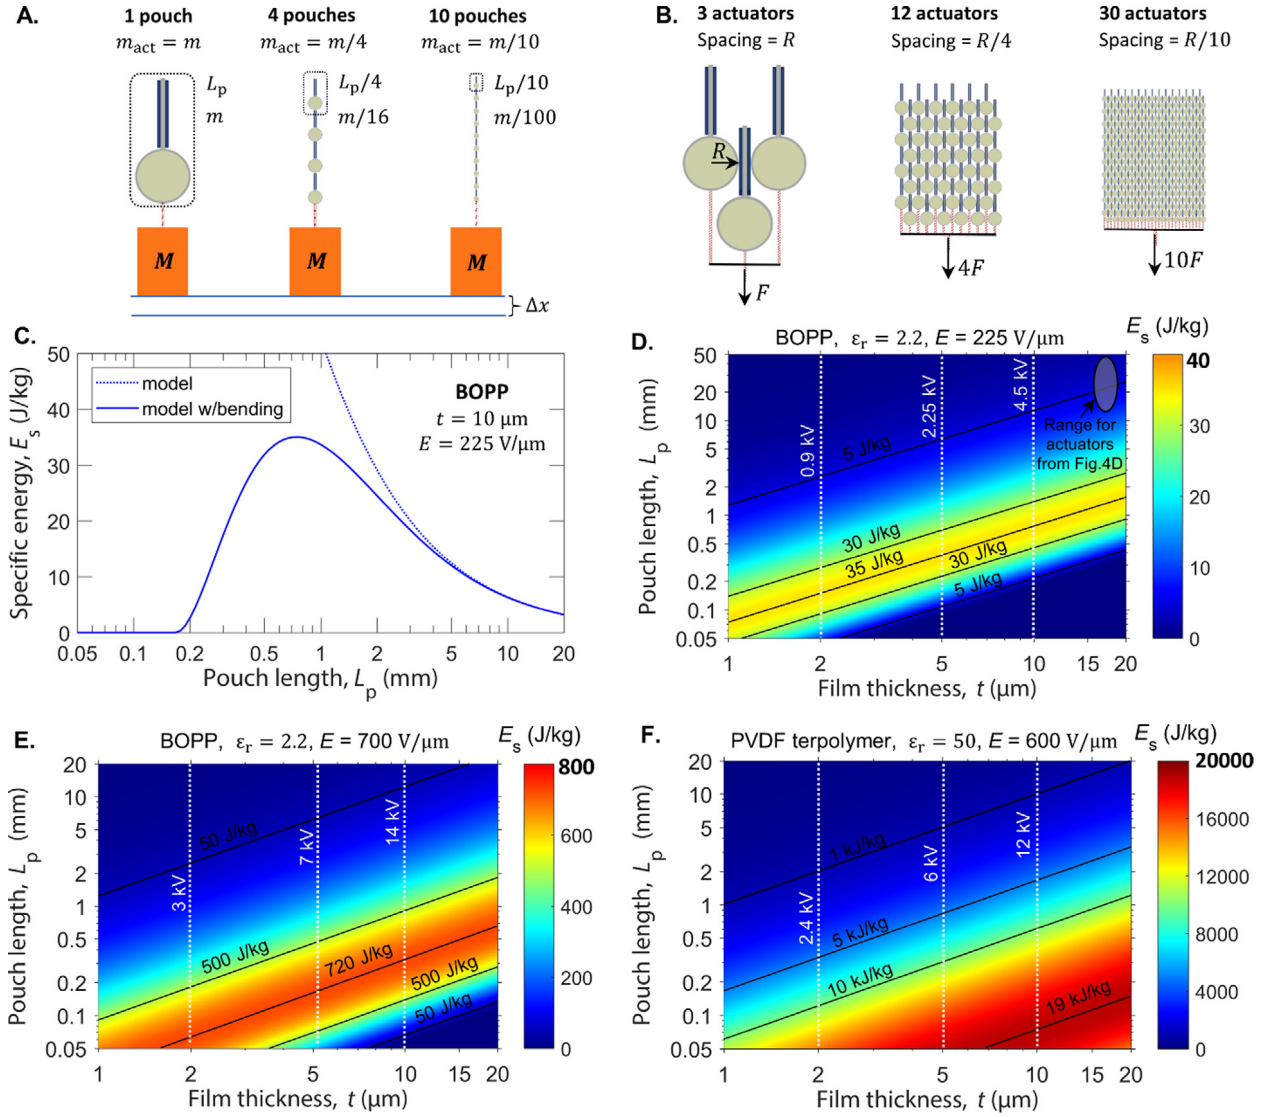 A.
1 pouch
4 pouches
10 pouches
m_act = m
m_act = m/4
m_act = m/10
L_p
m
L_p/4
m/16
L_p/10
m/100
M
M
M
Δx
B.
3 actuators
12 actuators
30 actuators
Spacing = R
Spacing = R/4
Spacing = R/10
R
F
4F
10F
C.
50
40
30
20
10
0
Specific energy, E_s (J/kg)
model
model w/bending
BOPP
t = 10 μm
E = 225 V/μm
0.05 0.1 0.2 0.5 1 2 5 10 20
Pouch length, L_p (mm)
D.
BOPP, ε_r = 2.2, E = 225 V/μm
E_s (J/kg)
50
20
10
5
2
1
0.5
0.2
0.1
0.05
Pouch length, L_p (mm)
0.9 kV
2.25 kV
4.5 kV
5 J/kg
30 J/kg
35 J/kg
30 J/kg
5 J/kg
Range for
actuators
from Fig.4D
40
30
20
10
0
1 2 5 10 20
Film thickness, t (μm)
E.
BOPP, ε_r = 2.2, E = 700 V/μm
E_s (J/kg)
20
10
5
2
1
0.5
0.2
0.1
0.05
Pouch length, L_p (mm)
3 kV
7 kV
14 kV
50 J/kg
500 J/kg
720 J/kg
500 J/kg
50 J/kg
800
600
400
200
0
1 2 5 10 15 20
Film thickness, t (μm)
F.
PVDF terpolymer, ε_r = 50, E = 600 V/μm
E_s (J/kg)
20
10
5
2
1
0.5
0.2
0.1
0.05
Pouch length, L_p (mm)
2.4 kV
6 kV
12 kV
1 kJ/kg
5 kJ/kg
10 kJ/kg
19 kJ/kg
20000
16000
12000
8000
4000
0
1 2 5 10 15 20
Film thickness, t (μm)